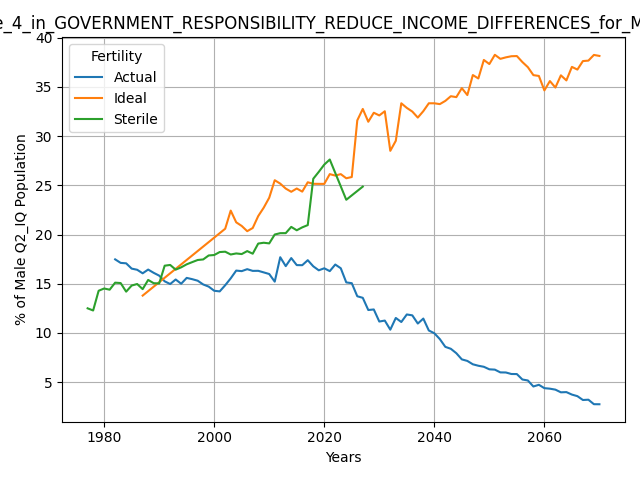 e_4_in_GOVERNMENT_RESPONSIBILITY_REDUCE_INCOME_DIFFERENCES_for_M
Fertility
Actual
Ideal
Sterile
% of Male Q2_IQ Population
40
35
30
25
20
15
10
5
1980
2000
2020
2040
2060
Years